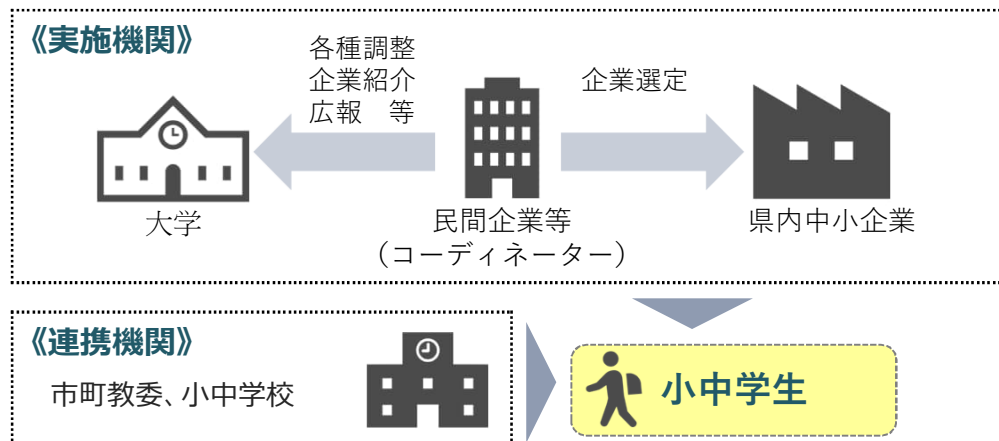 《実施機関》
各種調整
企業紹介
広報　等
企業選定
大学
民間企業等
（コーディネーター）
県内中小企業
《連携機関》
市町教委、小中学校
小中学生